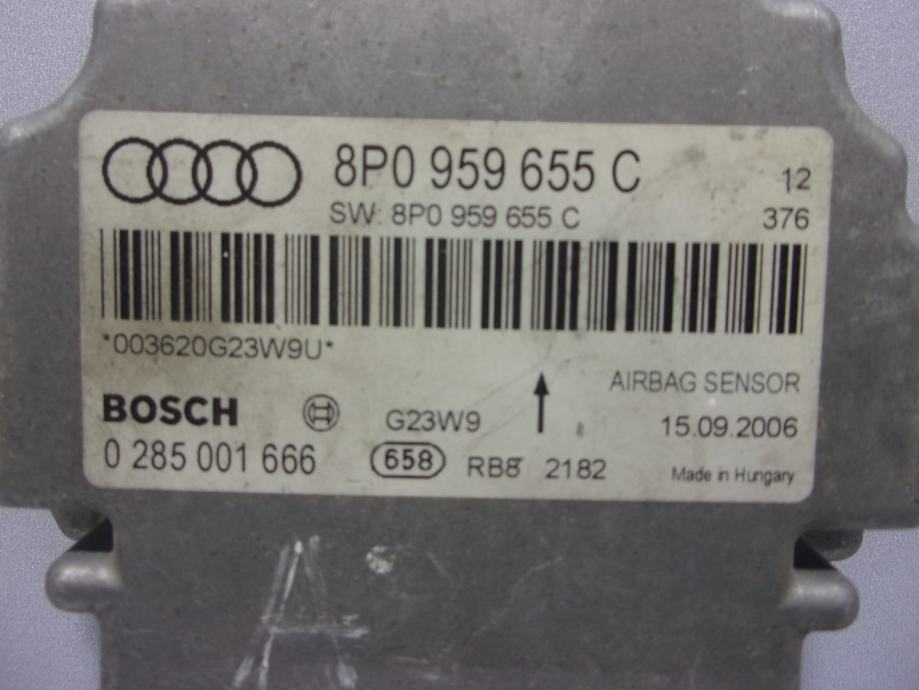 8P0 959 655 C 12
SW: 8P0 959 655 C 376
*003620G23W9U*
AIRBAG SENSOR
BOSCH G23W9 15.09.2006
0 285 001 666 658 RB8 2182 Made in Hungary
A